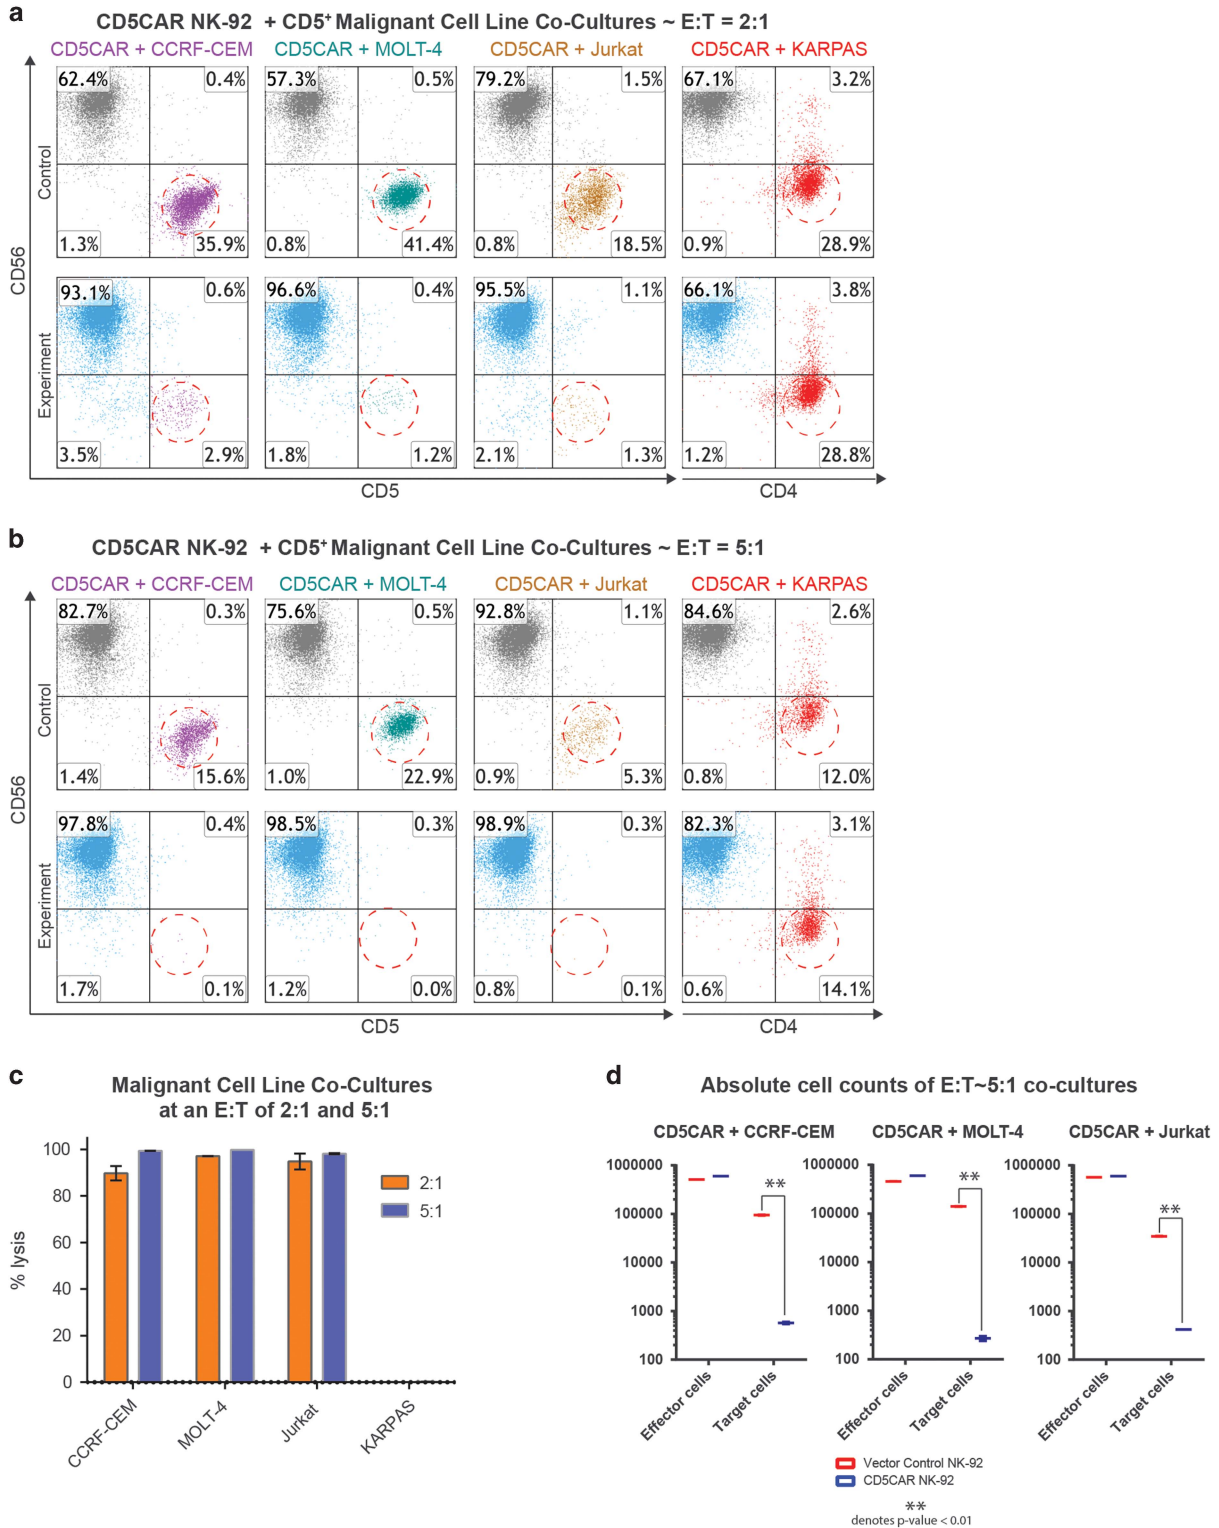 a
CD5CAR NK-92 + CD5+ Malignant Cell Line Co-Cultures ~ E:T = 2:1
CD5CAR + CCRF-CEM CD5CAR + MOLT-4 CD5CAR + Jurkat CD5CAR + KARPAS
62.4% 0.4% 57.3% 0.5% 79.2% 1.5% 67.1% 3.2%
Control
1.3% 35.9% 0.8% 41.4% 0.8% 18.5% 0.9% 28.9%
CD56
93.1% 0.6% 96.6% 0.4% 95.5% 1.1% 66.1% 3.8%
Experiment
3.5% 2.9% 1.8% 1.2% 2.1% 1.3% 1.2% 28.8%
CD5 CD4
b
CD5CAR NK-92 + CD5+ Malignant Cell Line Co-Cultures ~ E:T = 5:1
CD5CAR + CCRF-CEM CD5CAR + MOLT-4 CD5CAR + Jurkat CD5CAR + KARPAS
82.7% 0.3% 75.6% 0.5% 92.8% 1.1% 84.6% 2.6%
Control
1.4% 15.6% 1.0% 22.9% 0.9% 5.3% 0.8% 12.0%
CD56
97.8% 0.4% 98.5% 0.3% 98.9% 0.3% 82.3% 3.1%
Experiment
1.7% 0.1% 1.2% 0.0% 0.8% 0.1% 0.6% 14.1%
CD5 CD4
c
Malignant Cell Line Co-Cultures
at an E:T of 2:1 and 5:1
% lysis
100
80
60
40
20
0
2:1
5:1
CCRF-CEM MOLT-4 Jurkat KARPAS
d
Absolute cell counts of E:T~5:1 co-cultures
CD5CAR + CCRF-CEM CD5CAR + MOLT-4 CD5CAR + Jurkat
1000000 1000000 1000000
** ** **
100000 100000 100000
10000 10000 10000
1000 1000 1000
100 100 100
Effector cells Target cells Effector cells Target cells Effector cells Target cells
Vector Control NK-92
CD5CAR NK-92
**
denotes p-value < 0.01